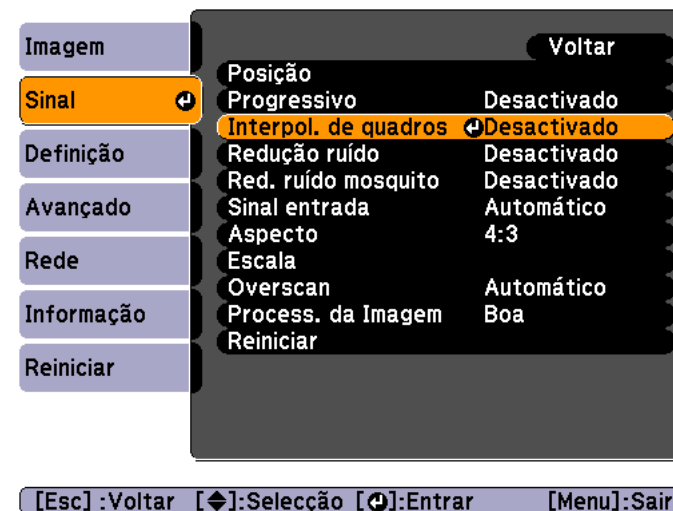 Imagem
Sinal
Definição
Avançado
Rede
Informação
Reiniciar
Voltar
Posição
Progressivo Desactivado
Interpol. de quadros Desactivado
Redução ruído Desactivado
Red. ruído mosquito Desactivado
Sinal entrada Automático
Aspecto 4:3
Escala
Overscan Automático
Process. da Imagem Boa
Reiniciar
[Esc] :Voltar [◆]:Selecção [↵]:Entrar [Menu]:Sair